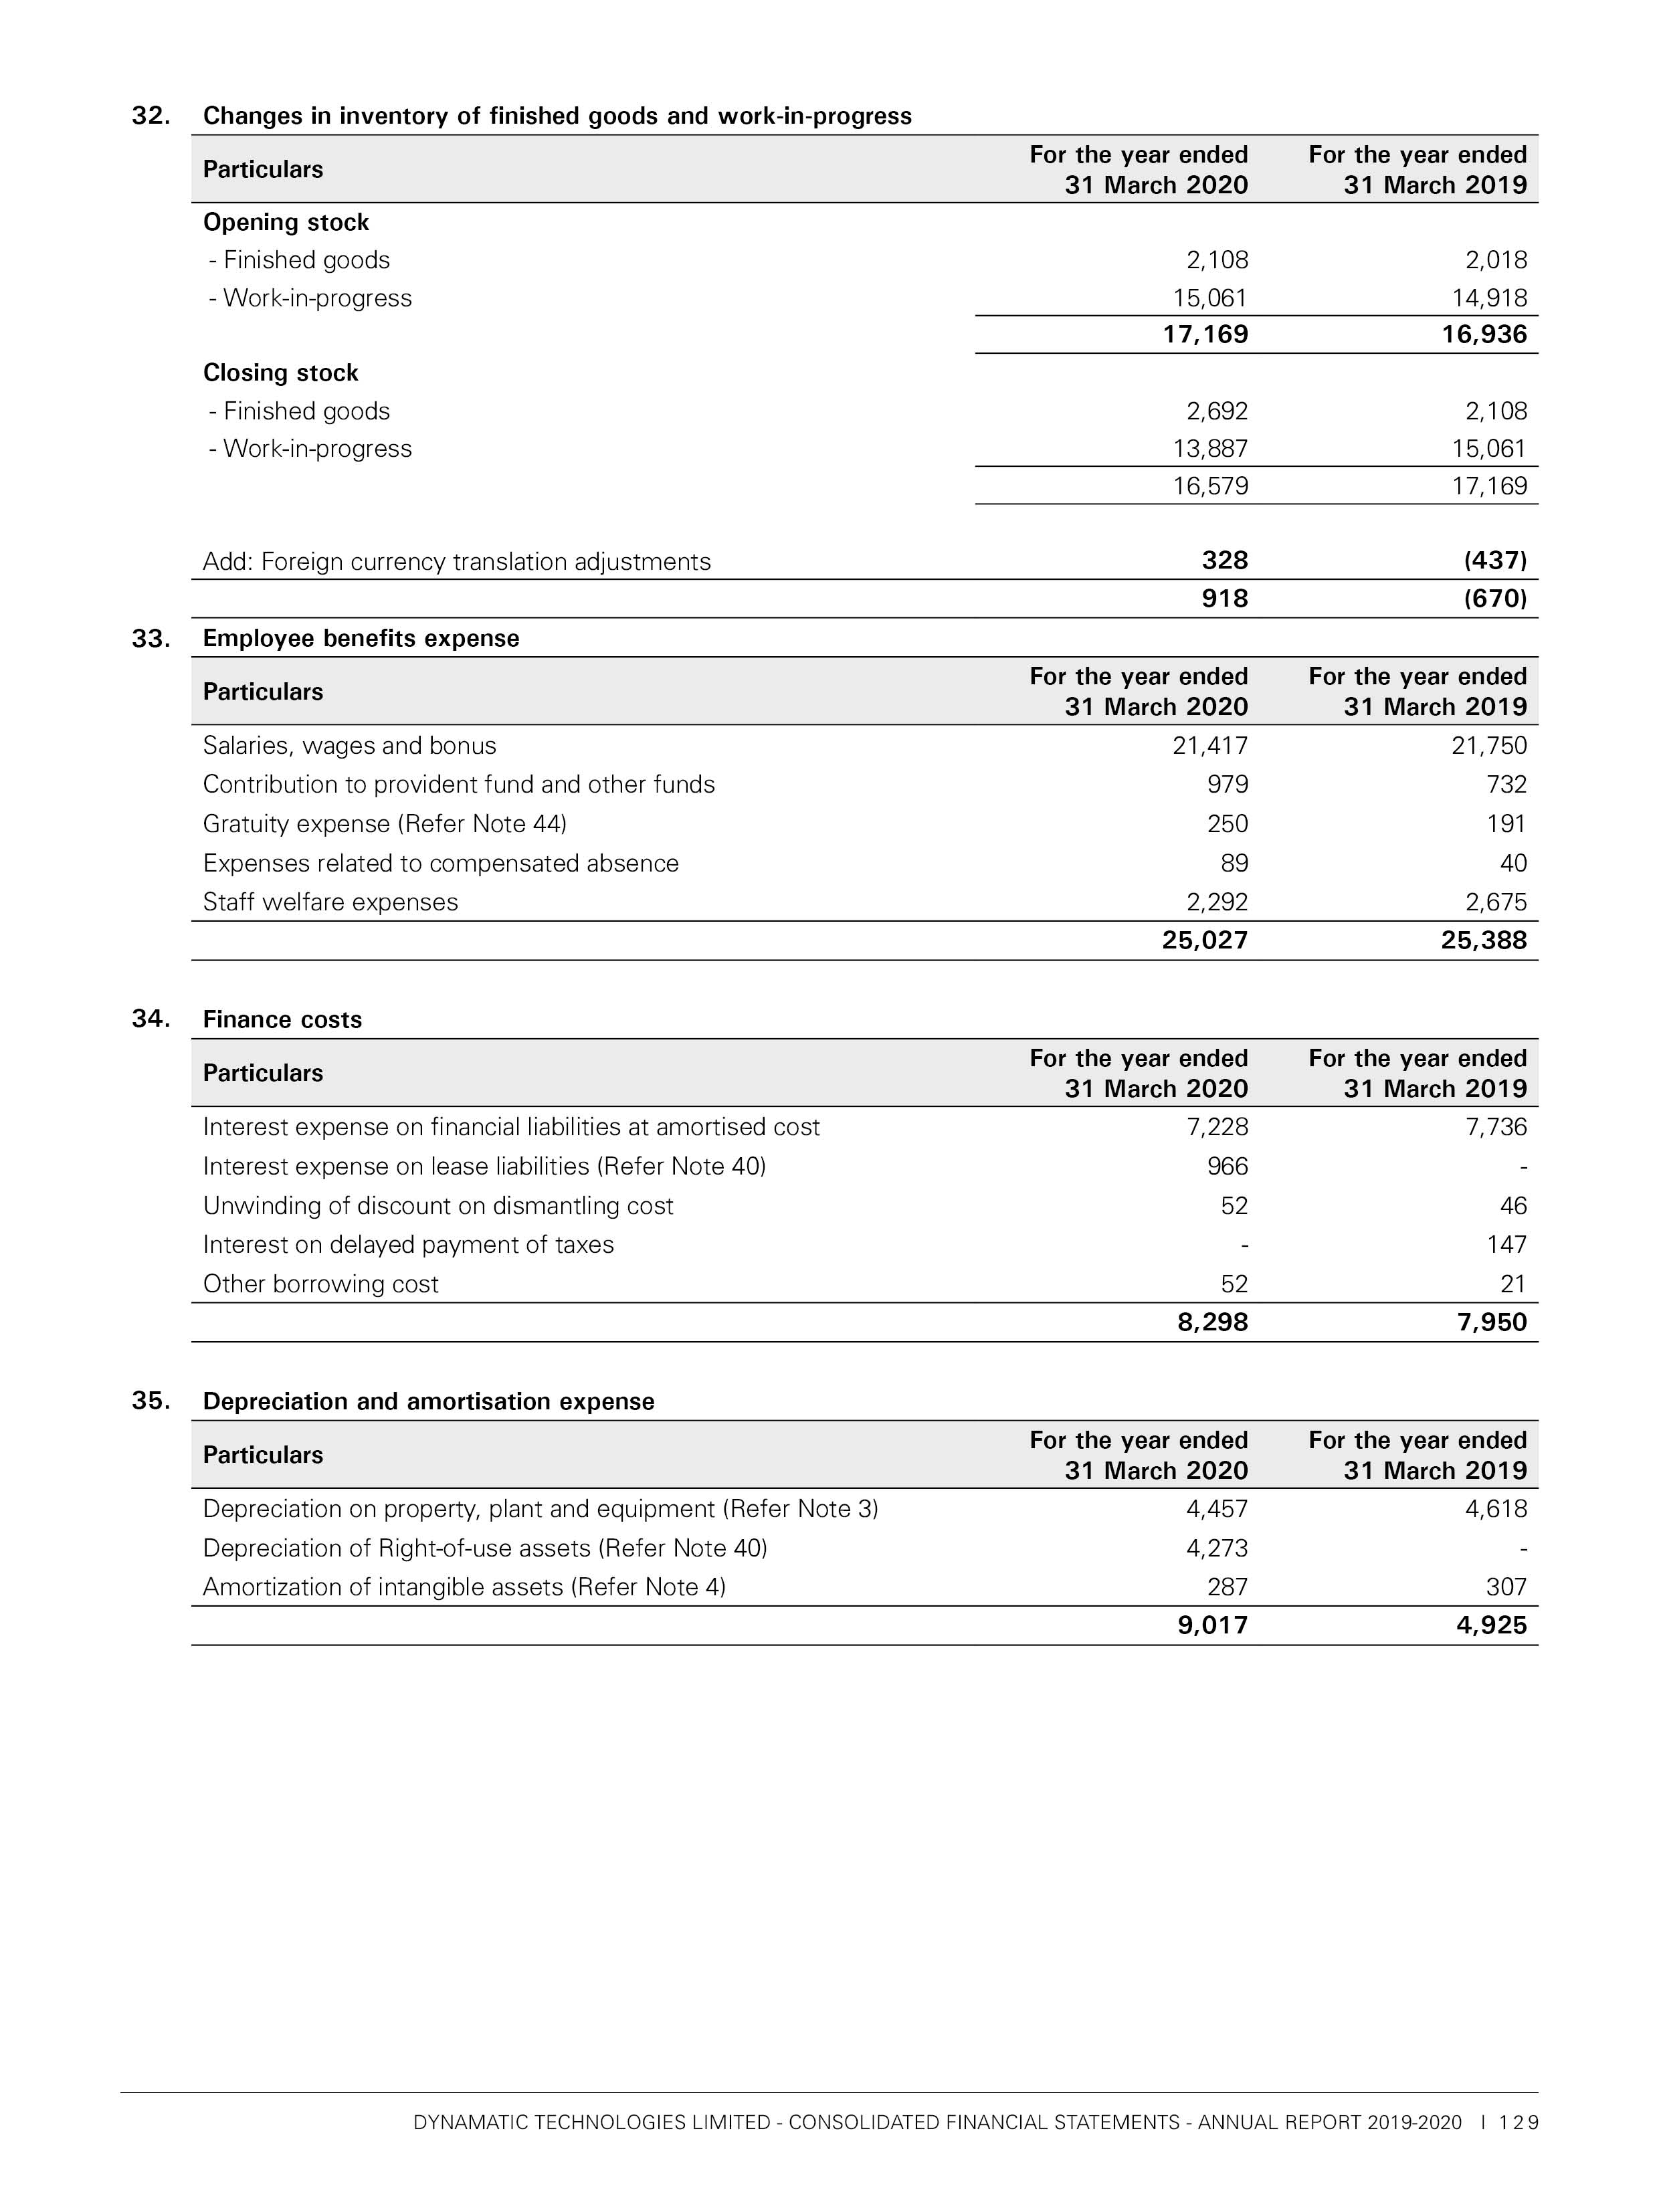 32. Changes in inventory of finished goods and work-in-progress
Particulars For the year ended 31 March 2020 For the year ended 31 March 2019
Opening stock
- Finished goods 2,108 2,018
- Work-in-progress 15,061 14,918
17,169 16,936
Closing stock
- Finished goods 2,692 2,108
- Work-in-progress 13,887 15,061
16,579 17,169
Add: Foreign currency translation adjustments 328 (437)
918 (670)
33. Employee benefits expense
Particulars For the year ended 31 March 2020 For the year ended 31 March 2019
Salaries, wages and bonus 21,417 21,750
Contribution to provident fund and other funds 979 732
Gratuity expense (Refer Note 44) 250 191
Expenses related to compensated absence 89 40
Staff welfare expenses 2,292 2,675
25,027 25,388
34. Finance costs
Particulars For the year ended 31 March 2020 For the year ended 31 March 2019
Interest expense on financial liabilities at amortised cost 7,228 7,736
Interest expense on lease liabilities (Refer Note 40) 966 -
Unwinding of discount on dismantling cost 52 46
Interest on delayed payment of taxes - 147
Other borrowing cost 52 21
8,298 7,950
35. Depreciation and amortisation expense
Particulars For the year ended 31 March 2020 For the year ended 31 March 2019
Depreciation on property, plant and equipment (Refer Note 3) 4,457 4,618
Depreciation of Right-of-use assets (Refer Note 40) 4,273 -
Amortization of intangible assets (Refer Note 4) 287 307
9,017 4,925
DYNAMATIC TECHNOLOGIES LIMITED - CONSOLIDATED FINANCIAL STATEMENTS - ANNUAL REPORT 2019-2020 | 129